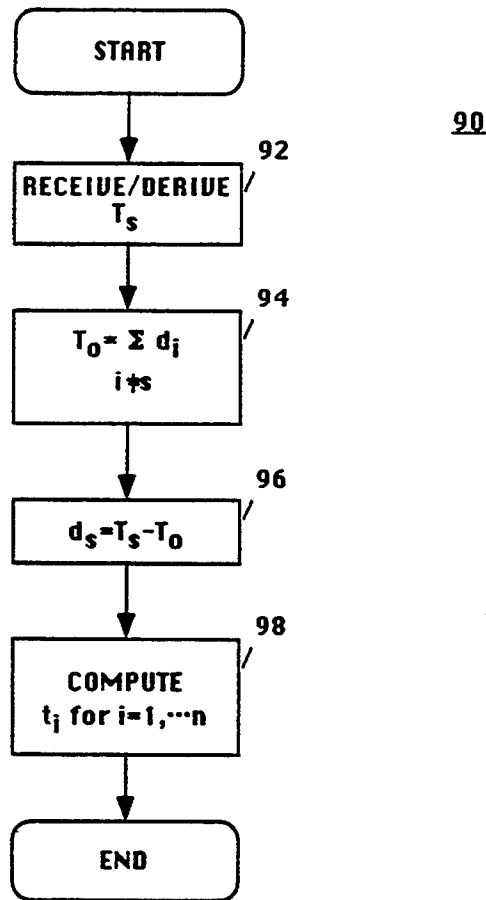 START
90
92
RECEIVE/DERIVE
Tₛ
94
T₀= Σ dᵢ
i≠s
96
dₛ=Tₛ-T₀
98
COMPUTE
tᵢ for i=1,···n
END